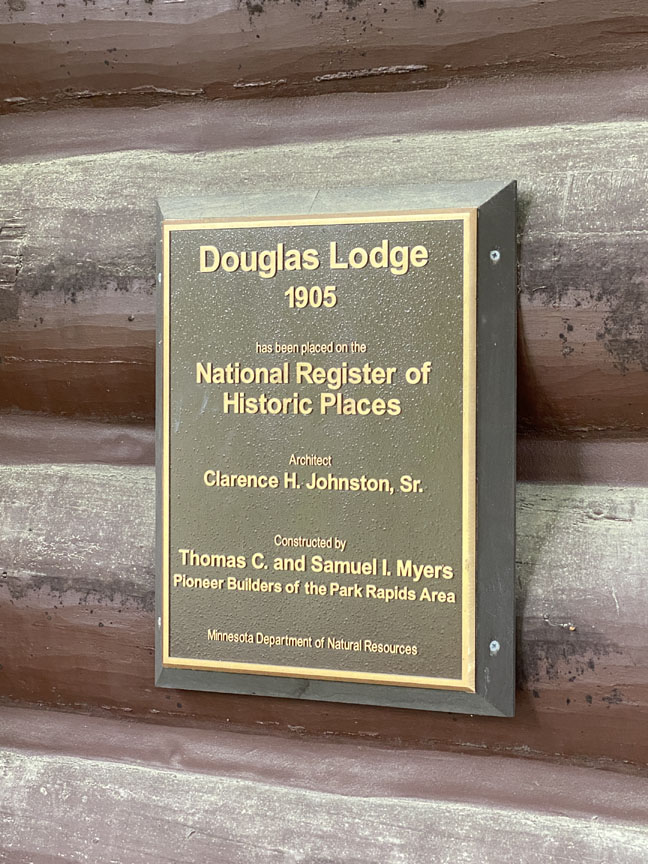 Douglas Lodge
1905
has been placed on the
National Register of
Historic Places
Architect
Clarence H. Johnston, Sr.
Constructed by
Thomas C. and Samuel I. Myers
Pioneer Builders of the Park Rapids Area
Minnesota Department of Natural Resources